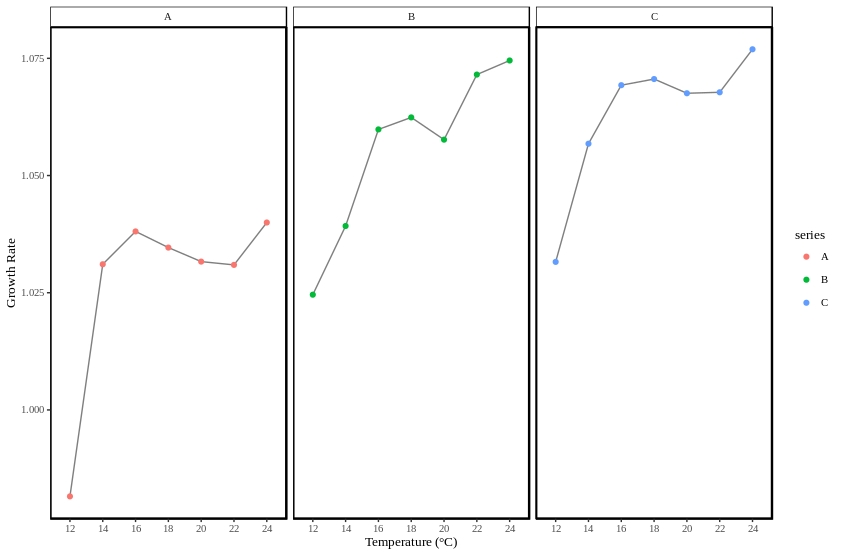 A B C
1.075
1.050
1.025
1.000
Growth Rate
12 14 16 18 20 22 24 12 14 16 18 20 22 24 12 14 16 18 20 22 24
Temperature (°C)
series
A
B
C